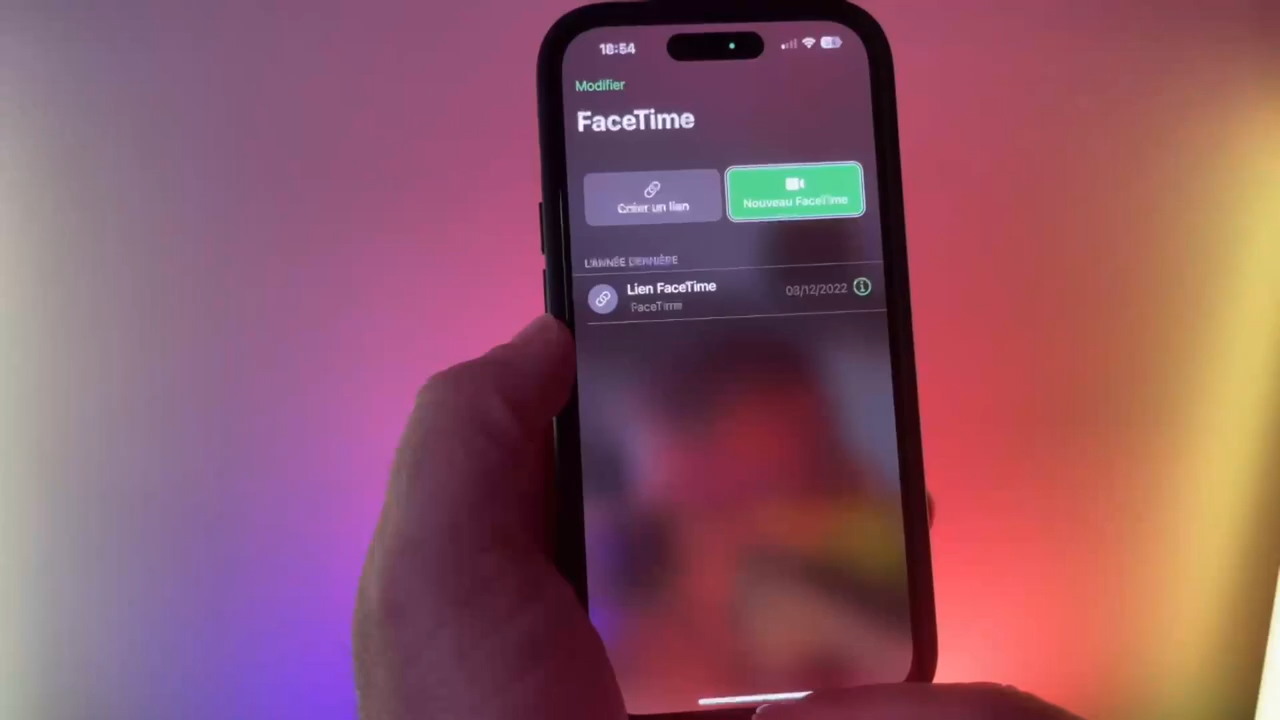 18:54
Modifier
FaceTime
Créer un lien
Nouveau FaceTime
L'ANNÉE DERNIÈRE
Lien FaceTime
03/12/2022
FaceTime